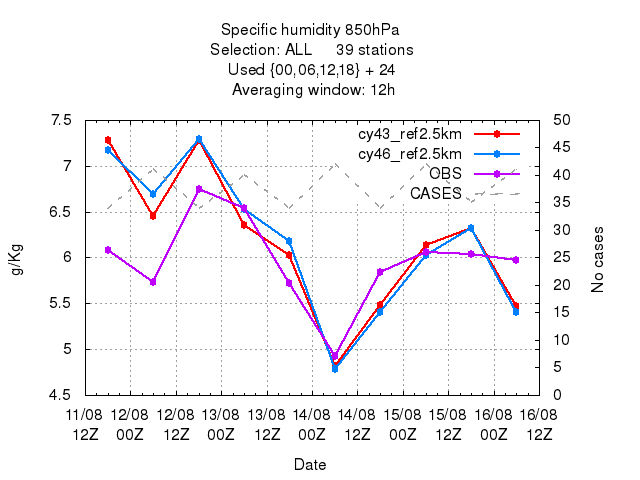 Specific humidity 850hPa
Selection: ALL 39 stations
Used {00,06,12,18} + 24
Averaging window: 12h
cy43_ref2.5km
cy46_ref2.5km
OBS
CASES
7.5
7
6.5
6
5.5
5
4.5
g/Kg
50
45
40
35
30
25
20
15
10
5
0
No cases
11/08 12/08 12/08 13/08 13/08 14/08 14/08 15/08 15/08 16/08 16/08
12Z 00Z 12Z 00Z 12Z 00Z 12Z 00Z 12Z 00Z 12Z
Date